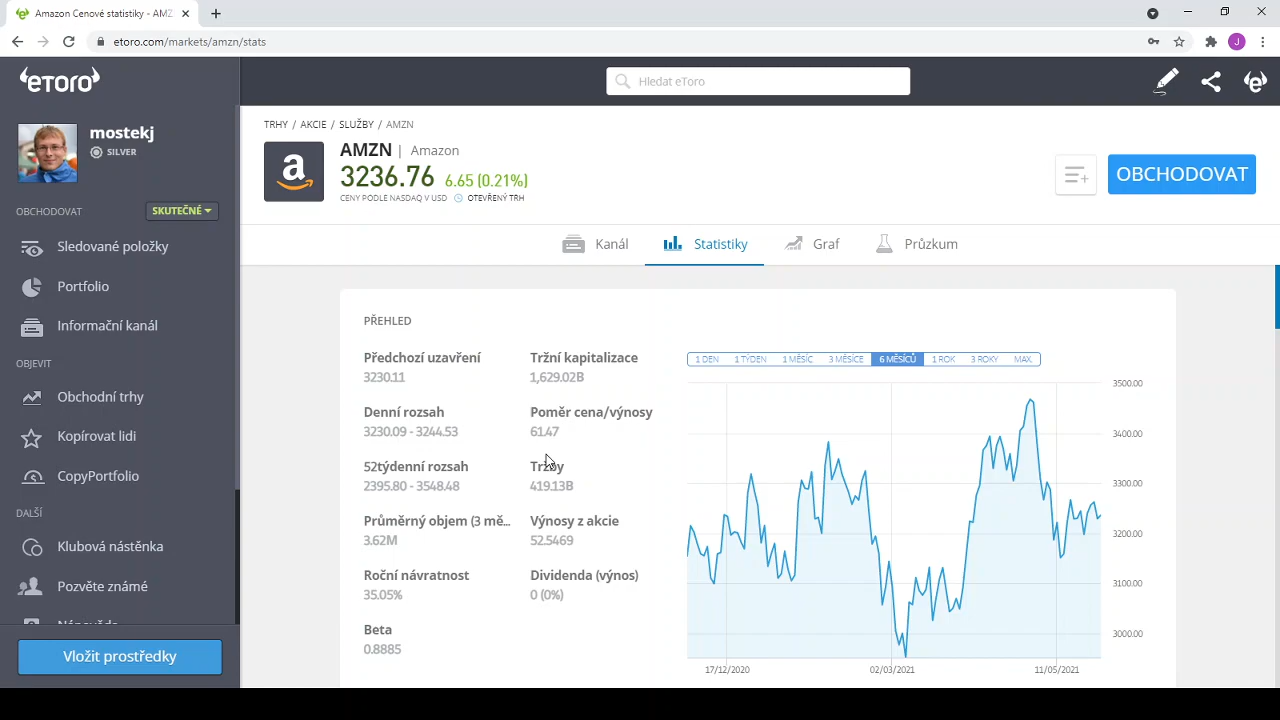 Amazon Cenové statistiky - AMZ
etoro.com/markets/amzn/stats
J
eToro
Hledat eToro
mostekj
SILVER
OBCHODOVAT
SKUTEČNÉ
Sledované položky
Portfolio
Informační kanál
OBJEVIT
Obchodní trhy
Kopírovat lidi
CopyPortfolio
DALŠÍ
Klubová nástěnka
Pozvěte známé
Vložit prostředky
TRHY / AKCIE / SLUŽBY / AMZN
a
AMZN | Amazon
3236.76 6.65 (0.21%)
CENY PODLE NASDAQ V USD OTEVŘENÝ TRH
OBCHODOVAT
Kanál Statistiky Graf Průzkum
PŘEHLED
Předchozí uzavření
3230.11
Tržní kapitalizace
1,629.02B
Denní rozsah
3230.09 - 3244.53
Poměr cena/výnosy
61.47
52týdenní rozsah
2395.80 - 3548.48
419.13B
Průměrný objem (3 mě...
3.62M
Výnosy z akcie
52.5469
Roční návratnost
35.05%
Dividenda (výnos)
0 (0%)
Beta
0.8885
1 DEN 1 TÝDEN 1 MĚSÍC 3 MĚSÍCE 6 MĚSÍCŮ 1 ROK 3 ROKY MAX.
3500.00
3400.00
3300.00
3200.00
3100.00
3000.00
17/12/2020 02/03/2021 11/05/2021